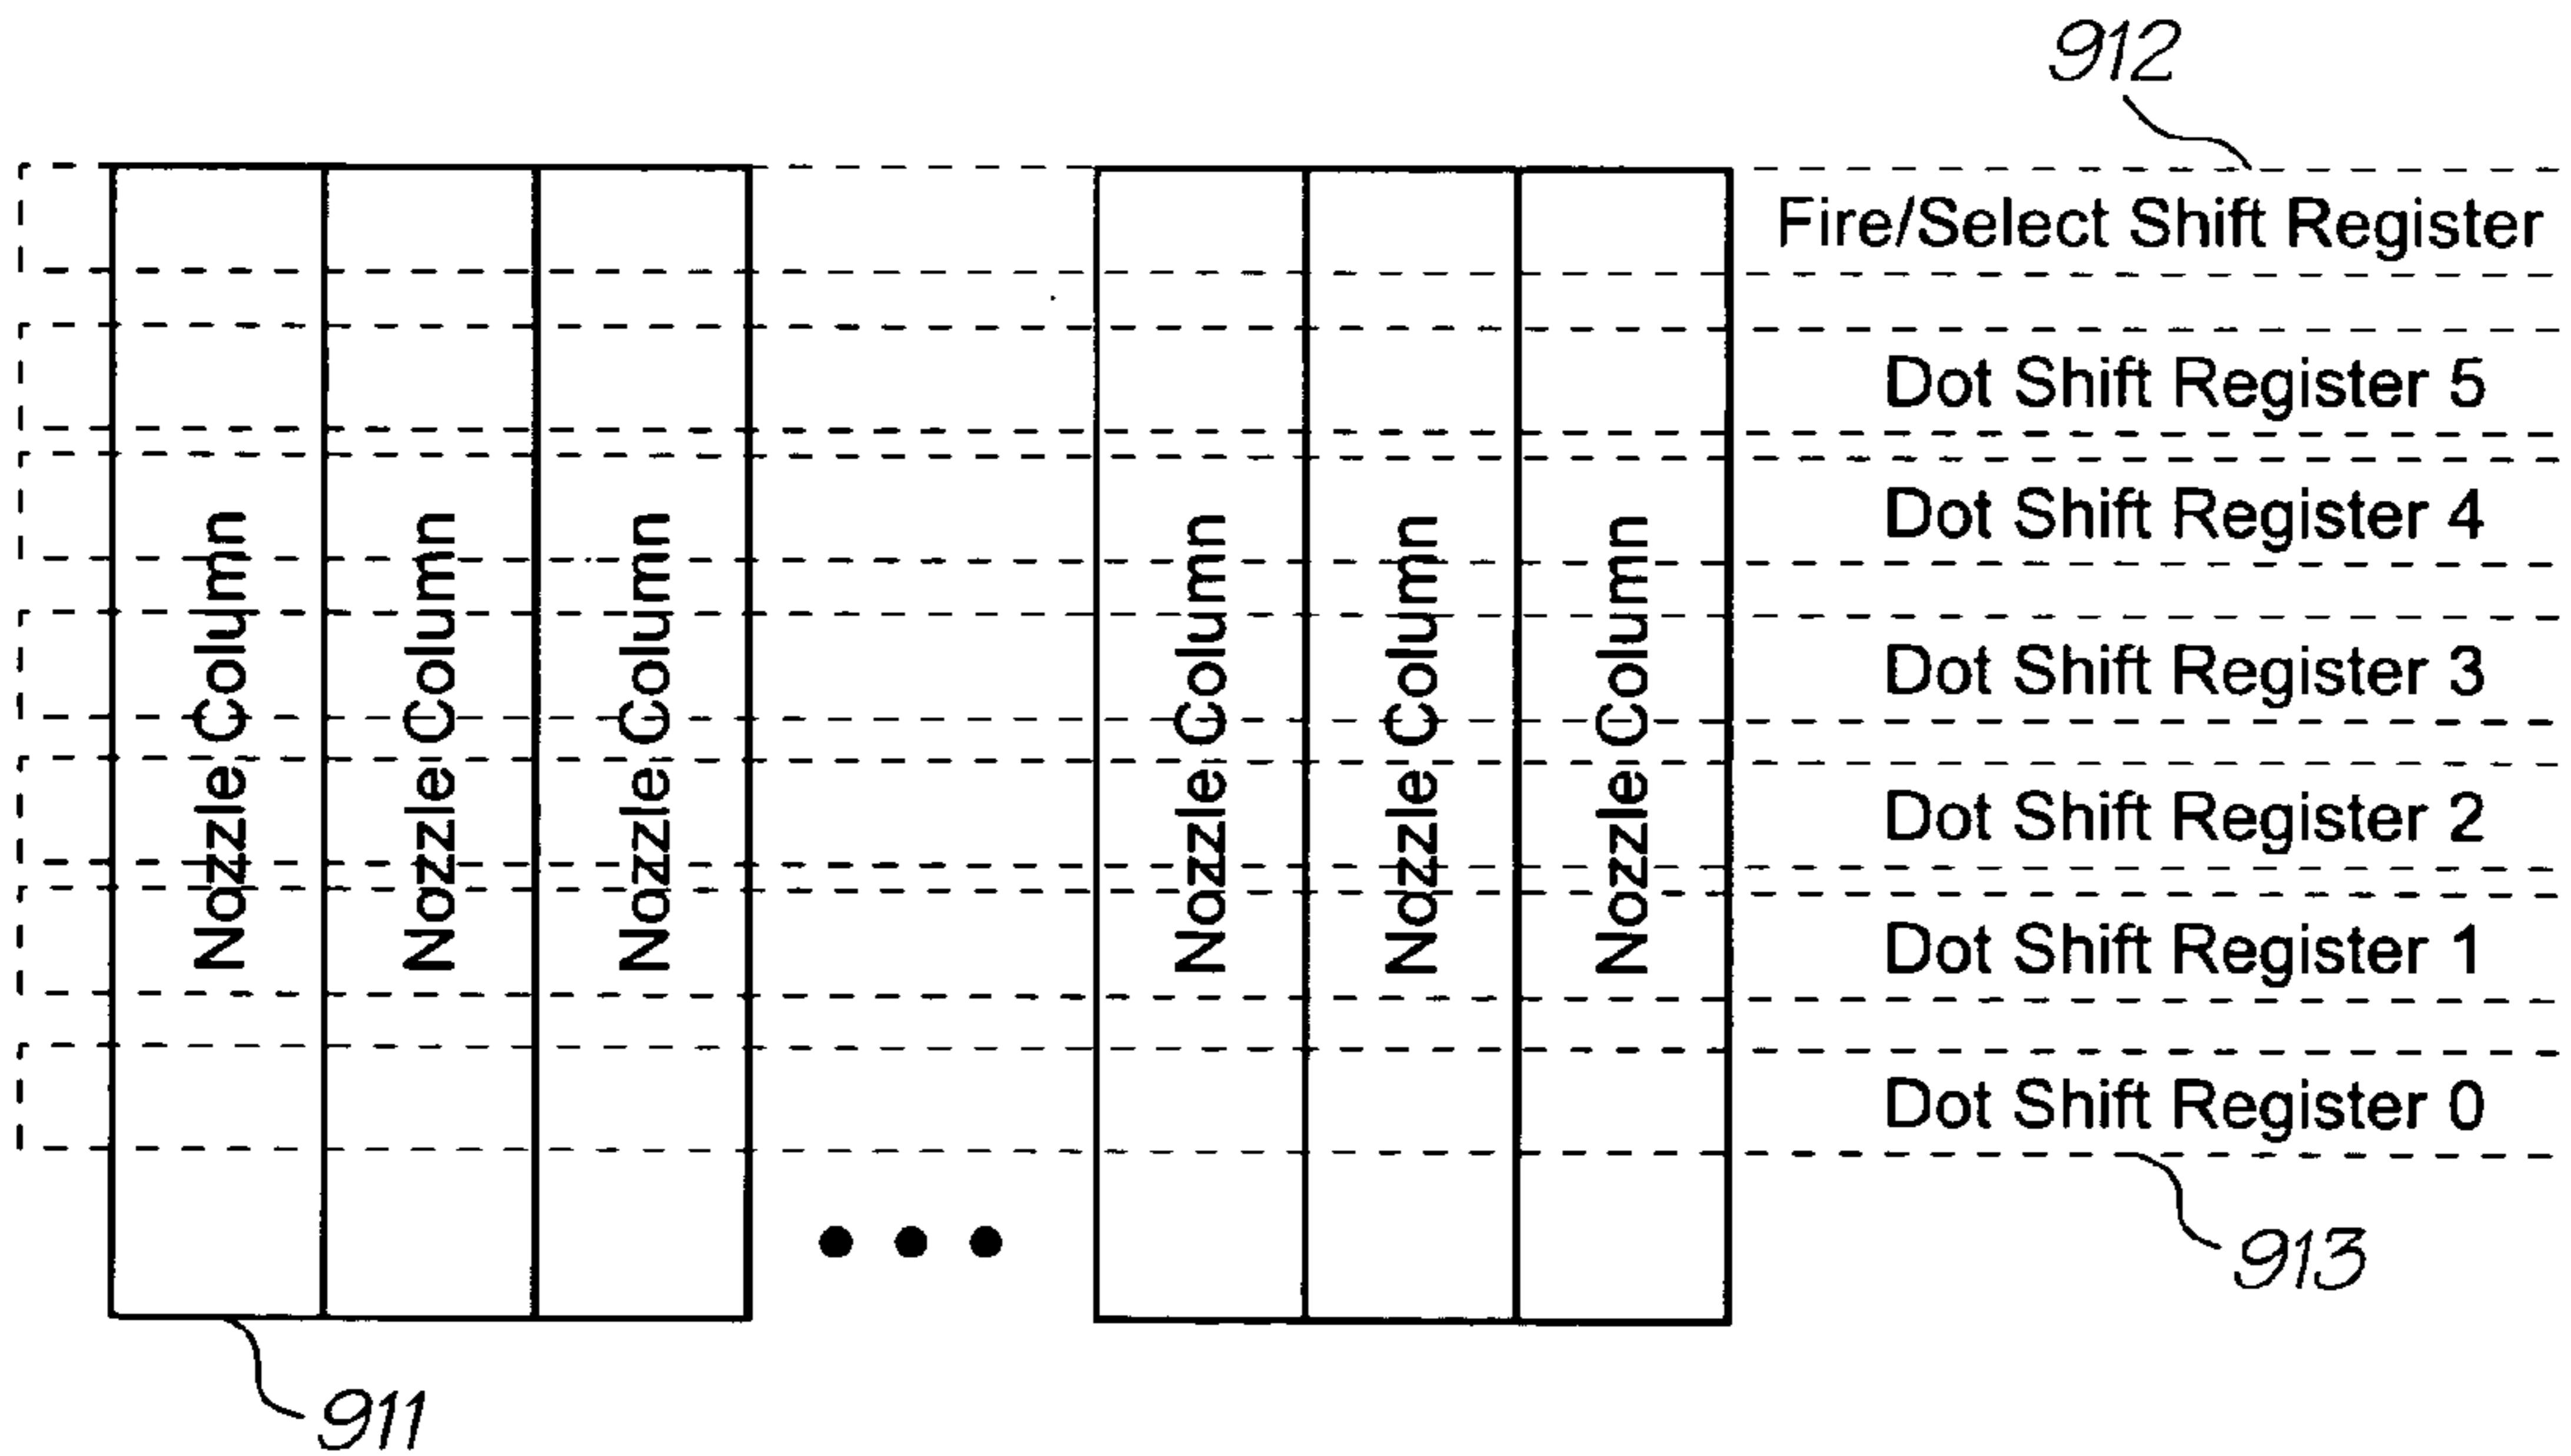 912
Fire/Select Shift Register
Dot Shift Register 5
Dot Shift Register 4
Dot Shift Register 3
Dot Shift Register 2
Dot Shift Register 1
Dot Shift Register 0
Nozzle Column
Nozzle Column
Nozzle Column
Nozzle Column
Nozzle Column
Nozzle Column
913
911